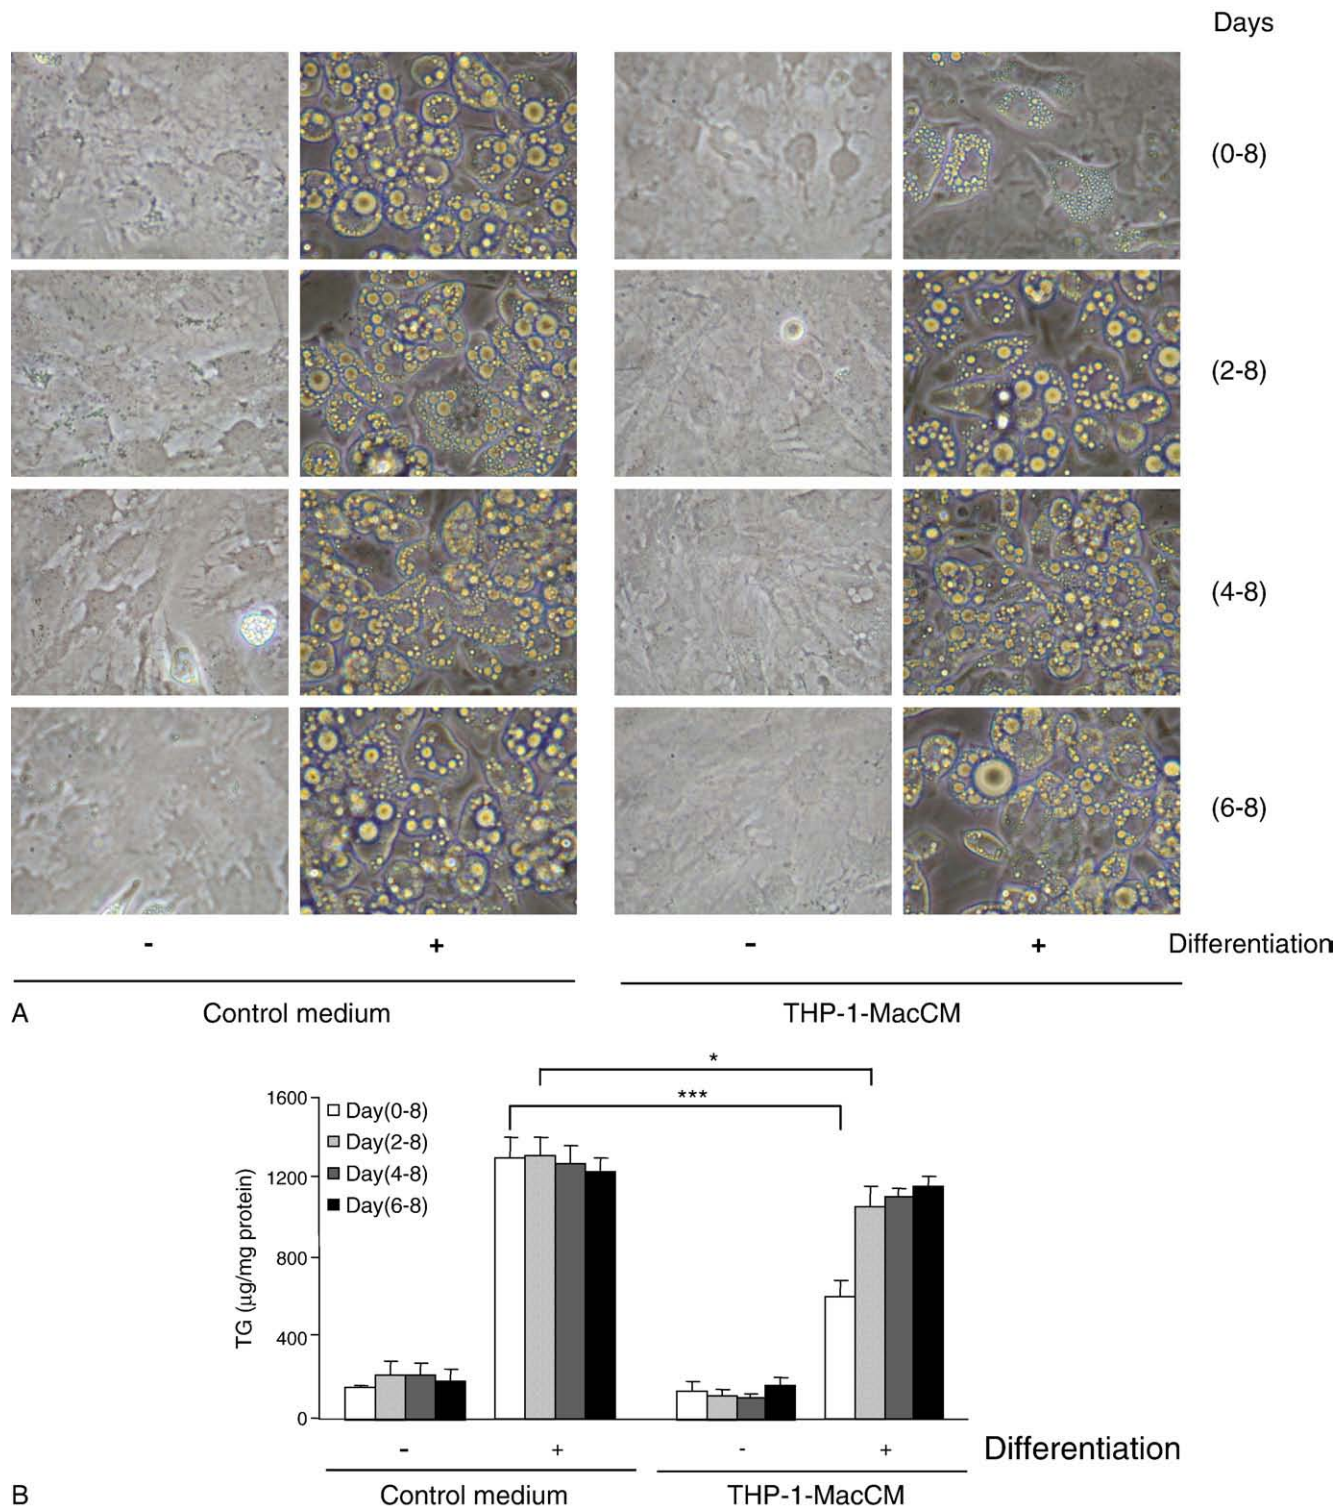 Days
(0-8)
(2-8)
(4-8)
(6-8)
- + - + Differentiation
A Control medium THP-1-MacCM
*
***
1600
1200
800
400
0
TG (µg/mg protein)
Day(0-8)
Day(2-8)
Day(4-8)
Day(6-8)
- + - + Differentiation
B Control medium THP-1-MacCM